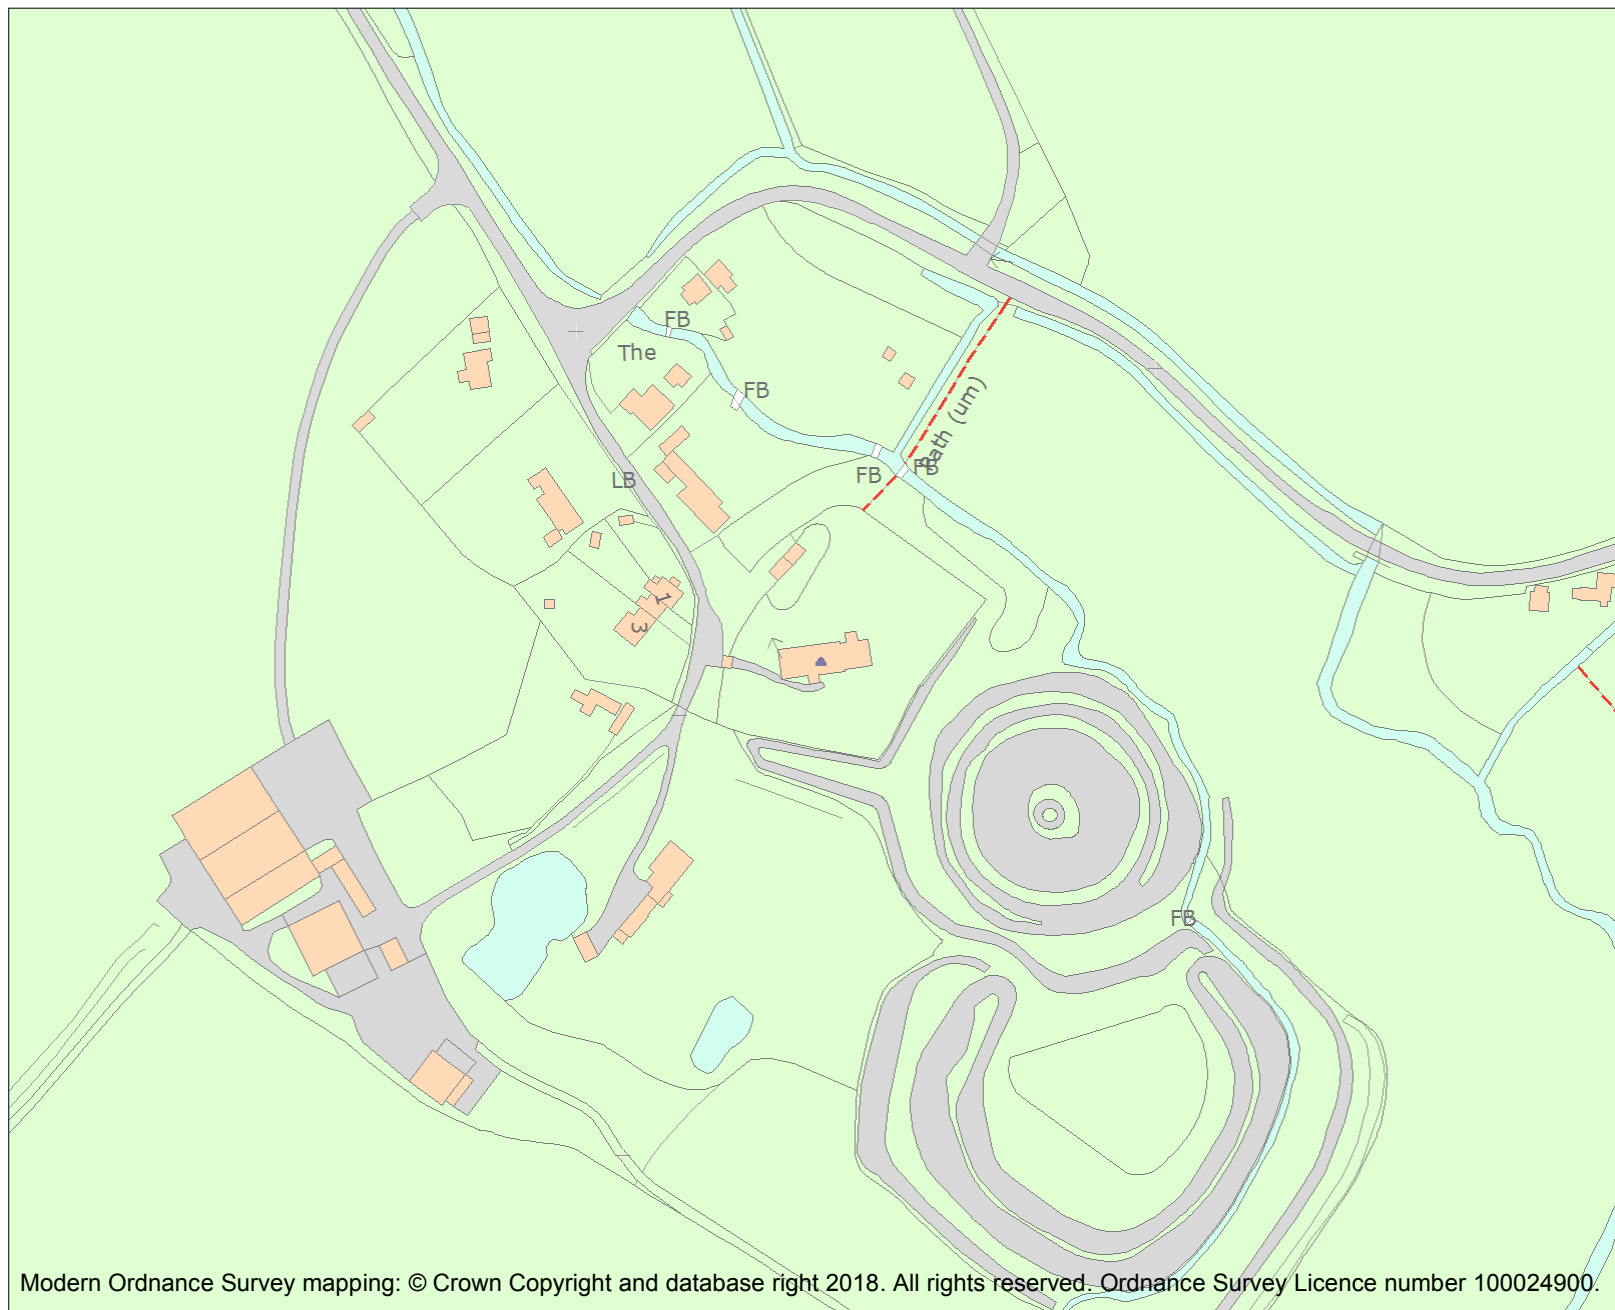 FB
The
FB
Path (um)
FB
FB
LB
1
3
FB
Modern Ordnance Survey mapping: © Crown Copyright and database right 2018. All rights reserved. Ordnance Survey Licence number 100024900.